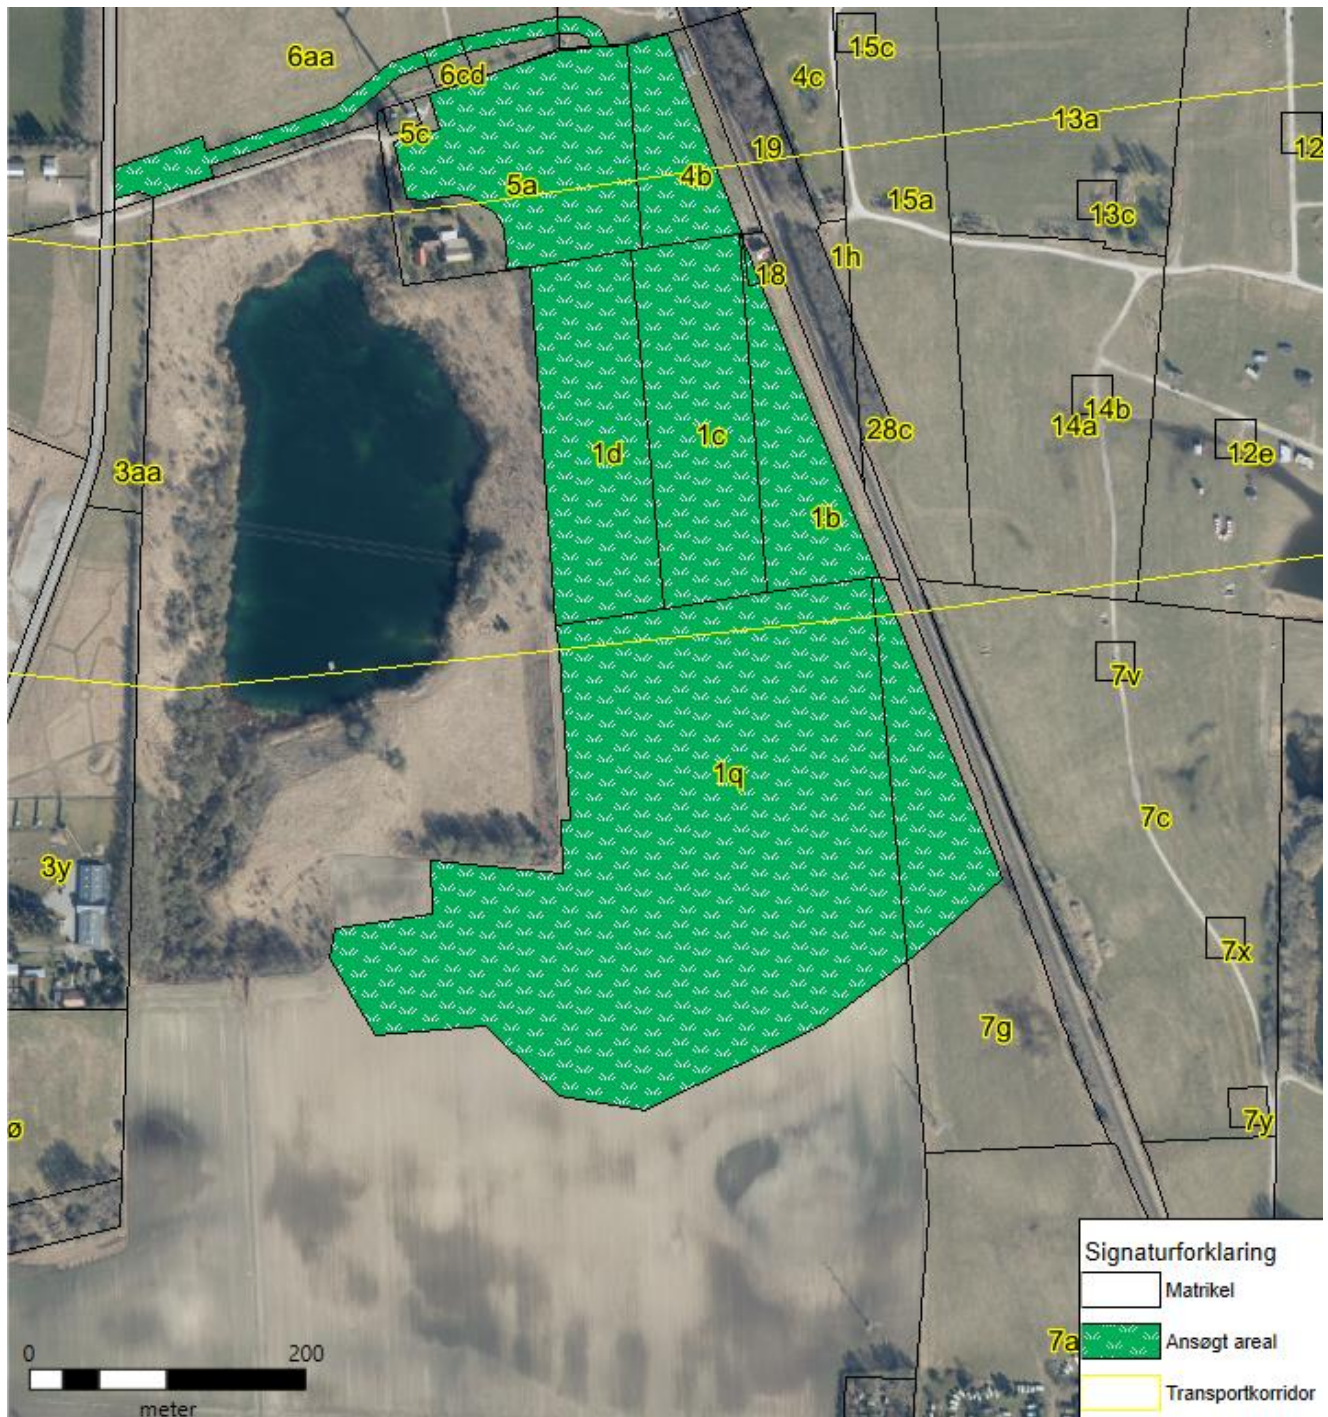 15c
6aa
6cd
4c
13a
5c
19
12
4b
5a
15a
13c
1h
18
14b
28c
14a
1c
1d
12e
3aa
1b
7v
1q
7c
3y
7x
7g
7y
ø
Signaturforklaring
Matrikel
7a
Ansøgt areal
0 200
Transportkorridor
meter